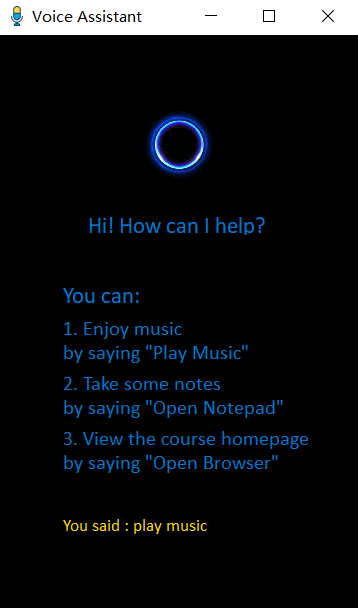 Voice Assistant
Hi! How can I help?
You can:
1. Enjoy music
by saying "Play Music"
2. Take some notes
by saying "Open Notepad"
3. View the course homepage
by saying "Open Browser"
You said : play music